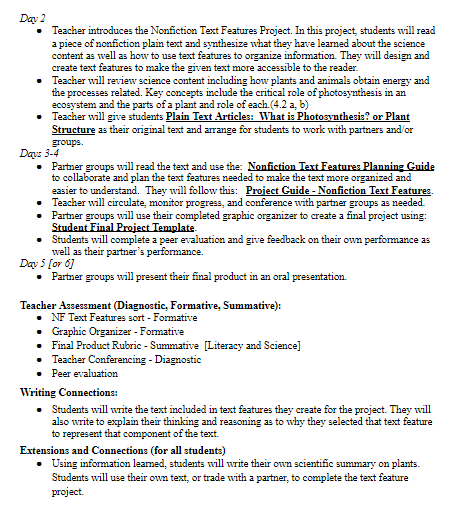 Day 2
• Teacher introduces the Nonfiction Text Features Project. In this project, students will read
a piece of nonfiction plain text and synthesize what they have learned about the science
content as well as how to use text features to organize information. They will design and
create text features to make the given text more accessible to the reader.
• Teacher will review science content including how plants and animals obtain energy and
the processes related. Key concepts include the critical role of photosynthesis in an
ecosystem and the parts of a plant and role of each.(4.2 a, b)
• Teacher will give students Plain Text Articles: What is Photosynthesis? or Plant
Structure as their original text and arrange for students to work with partners and/or
groups.
Days 3-4
• Partner groups will read the text and use the: Nonfiction Text Features Planning Guide
to collaborate and plan the text features needed to make the text more organized and
easier to understand. They will follow this: Project Guide - Nonfiction Text Features.
• Teacher will circulate, monitor progress, and conference with partner groups as needed.
• Partner groups will use their completed graphic organizer to create a final project using:
Student Final Project Template.
• Students will complete a peer evaluation and give feedback on their own performance as
well as their partner's performance.
Day 5 [or 6]
• Partner groups will present their final product in an oral presentation.
Teacher Assessment (Diagnostic, Formative, Summative):
• NF Text Features sort - Formative
• Graphic Organizer - Formative
• Final Product Rubric - Summative [Literacy and Science]
• Teacher Conferencing - Diagnostic
• Peer evaluation
Writing Connections:
• Students will write the text included in text features they create for the project. They will
also write to explain their thinking and reasoning as to why they selected that text feature
to represent that component of the text.
Extensions and Connections (for all students)
• Using information learned, students will write their own scientific summary on plants.
Students will use their own text, or trade with a partner, to complete the text feature
project.